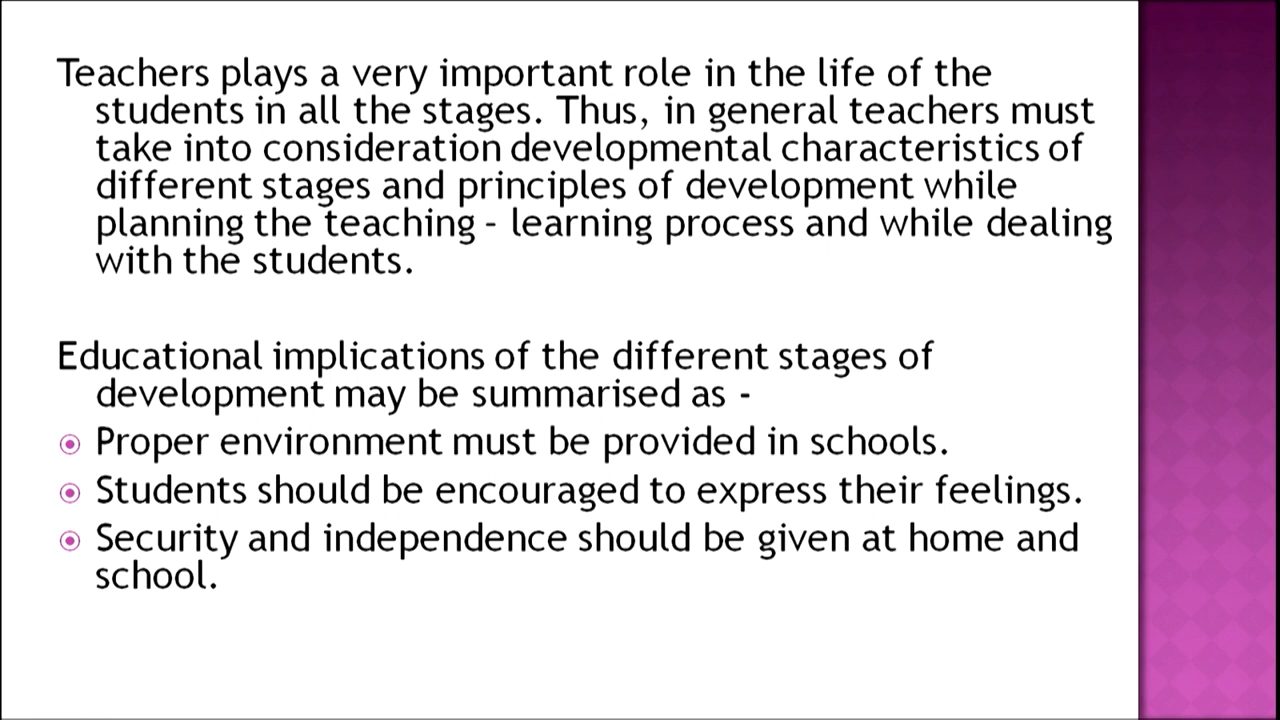 Teachers plays a very important role in the life of the
students in all the stages. Thus, in general teachers must
take into consideration developmental characteristics of
different stages and principles of development while
planning the teaching - learning process and while dealing
with the students.
Educational implications of the different stages of
development may be summarised as -
Proper environment must be provided in schools.
Students should be encouraged to express their feelings.
Security and independence should be given at home and
school.